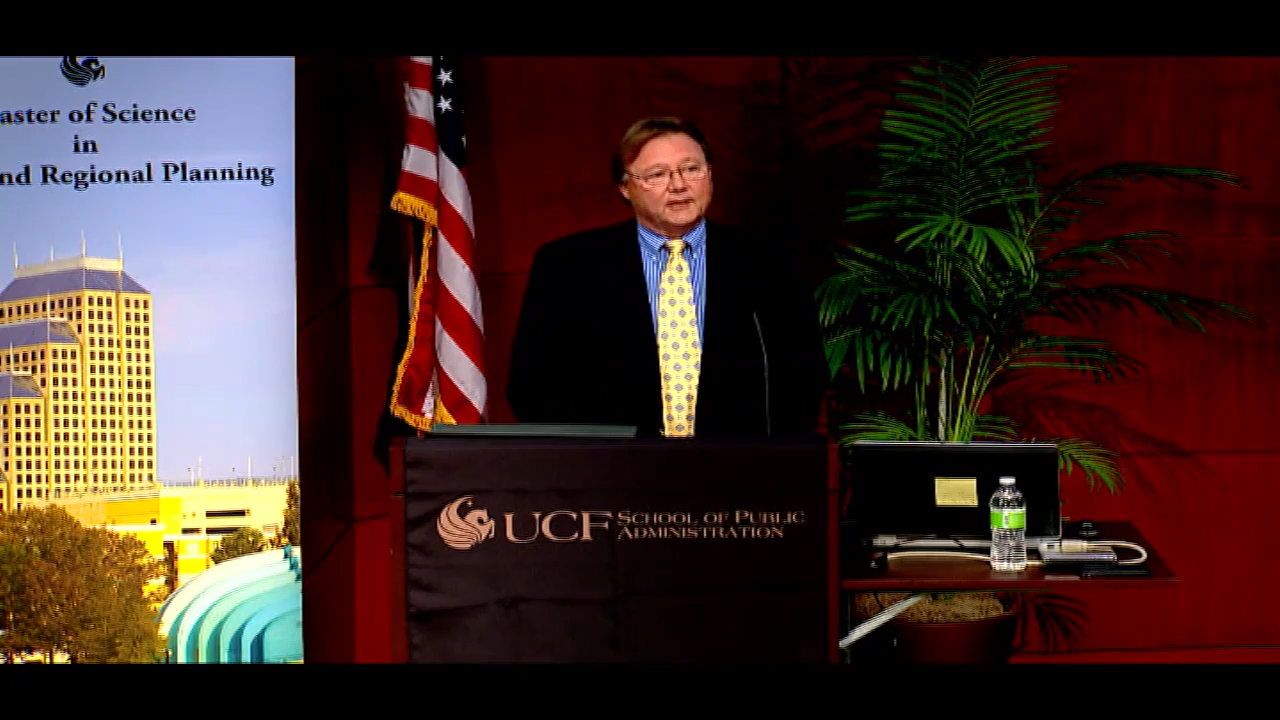 aster of Science
in
nd Regional Planning
UCF
School of Public
Administration